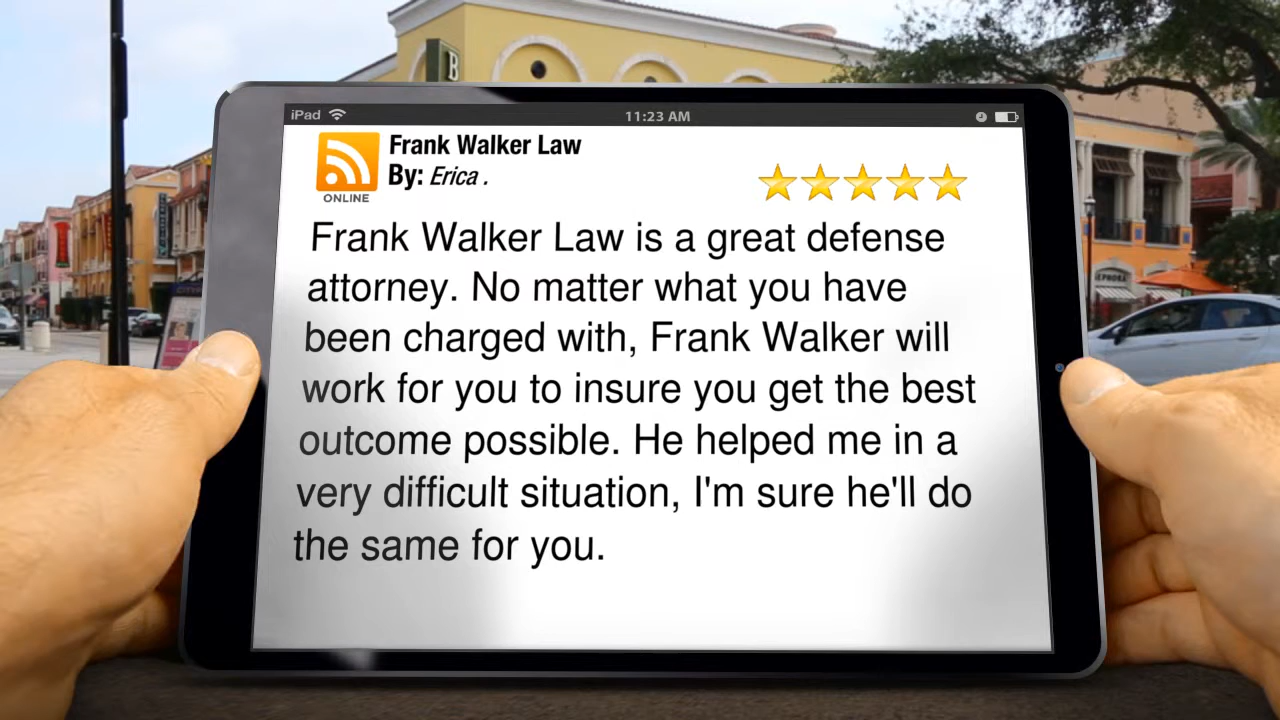 B
iPad
11:23 AM
Frank Walker Law
By: Erica .
ONLINE
Frank Walker Law is a great defense
attorney. No matter what you have
been charged with, Frank Walker will
work for you to insure you get the best
outcome possible. He helped me in a
very difficult situation, I'm sure he'll do
the same for you.
SEPHORA